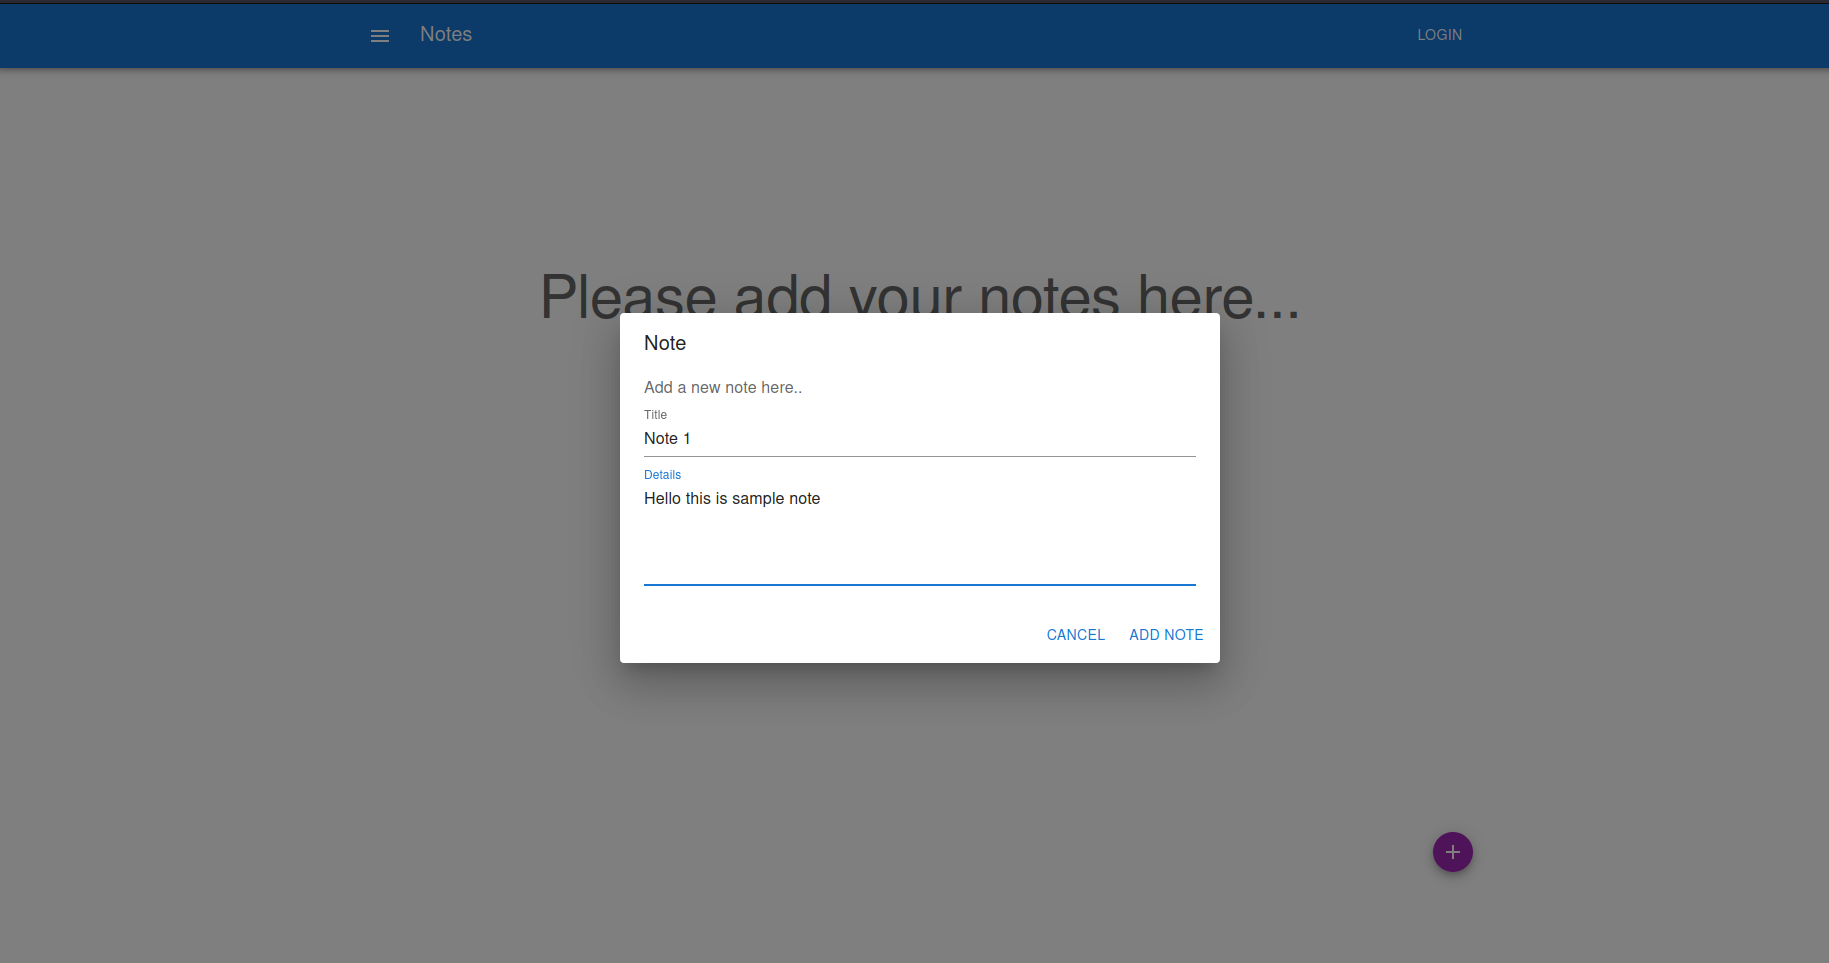 Notes
LOGIN
Please add your notes here...
Note
Add a new note here..
Title
Note 1
Details
Hello this is sample note
CANCEL
ADD NOTE